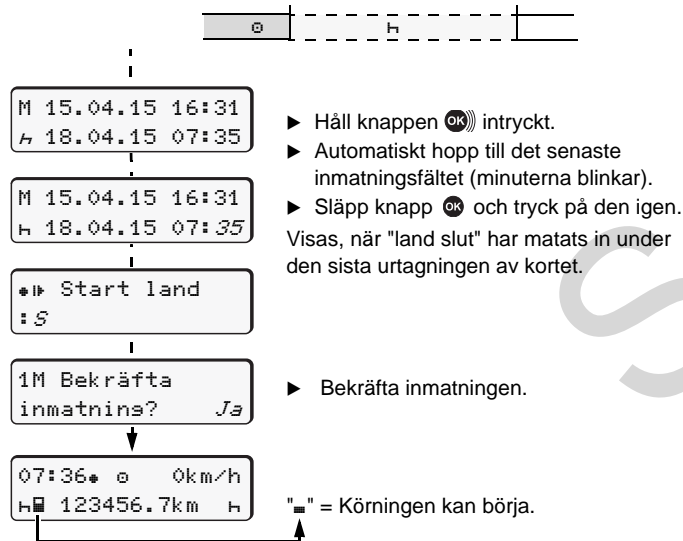 M 15.04.15 16:31
18.04.15 07:35
► Håll knappen OK intryckt.
► Automatiskt hopp till det senaste
inmatningsfältet (minuterna blinkar).
► Släpp knapp OK och tryck på den igen.
M 15.04.15 16:31
18.04.15 07:35
Visas, när "land slut" har matats in under
den sista urtagningen av kortet.
Start land
:S
1M Bekräfta
inmatning? Ja
► Bekräfta inmatningen.
07:36 0km/h
123456.7km
" " = Körningen kan börja.
S